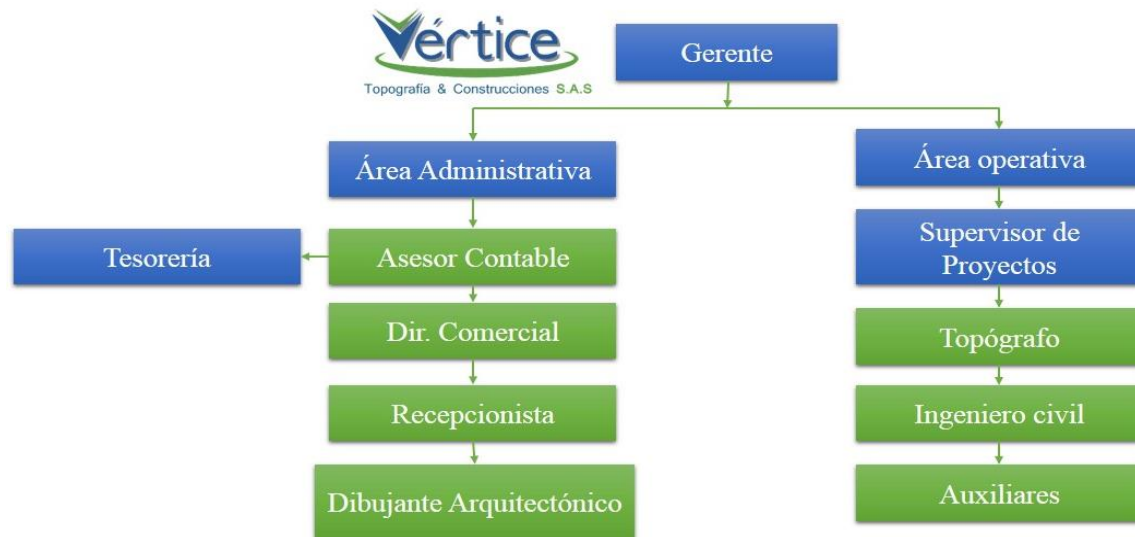 Vértice
Topografía & Construcciones S.A.S
Gerente
Área Administrativa
Área operativa
Tesorería
Asesor Contable
Supervisor de
Proyectos
Dir. Comercial
Topógrafo
Recepcionista
Ingeniero civil
Dibujante Arquitectónico
Auxiliares